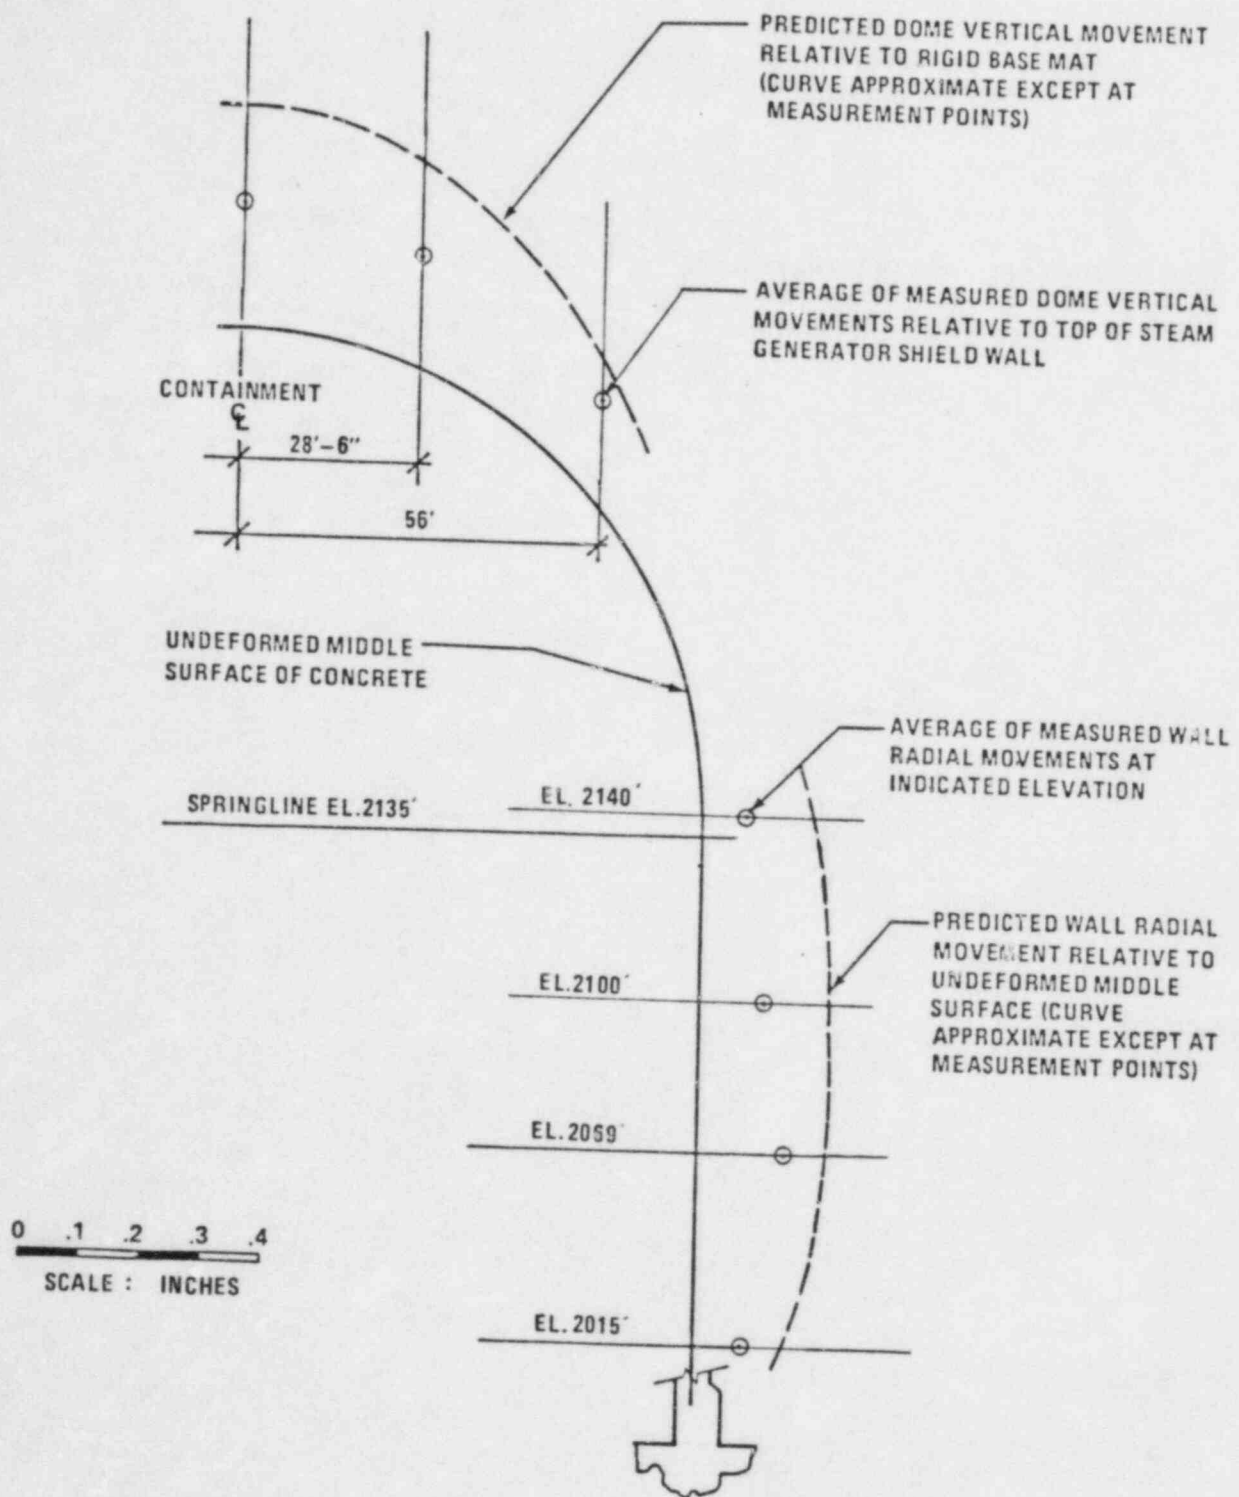 PREDICTED DOME VERTICAL MOVEMENT
RELATIVE TO RIGID BASE MAT
(CURVE APPROXIMATE EXCEPT AT
MEASUREMENT POINTS)
AVERAGE OF MEASURED DOME VERTICAL
MOVEMENTS RELATIVE TO TOP OF STEAM
GENERATOR SHIELD WALL
CONTAINMENT
℄
28'-6"
56'
UNDEFORMED MIDDLE
SURFACE OF CONCRETE
AVERAGE OF MEASURED WALL
RADIAL MOVEMENTS AT
INDICATED ELEVATION
EL. 2140'
SPRINGLINE EL.2135'
PREDICTED WALL RADIAL
MOVEMENT RELATIVE TO
UNDEFORMED MIDDLE
SURFACE (CURVE
APPROXIMATE EXCEPT AT
MEASUREMENT POINTS)
EL.2100'
EL.2059'
0 .1 .2 .3 .4
SCALE : INCHES
EL. 2015'